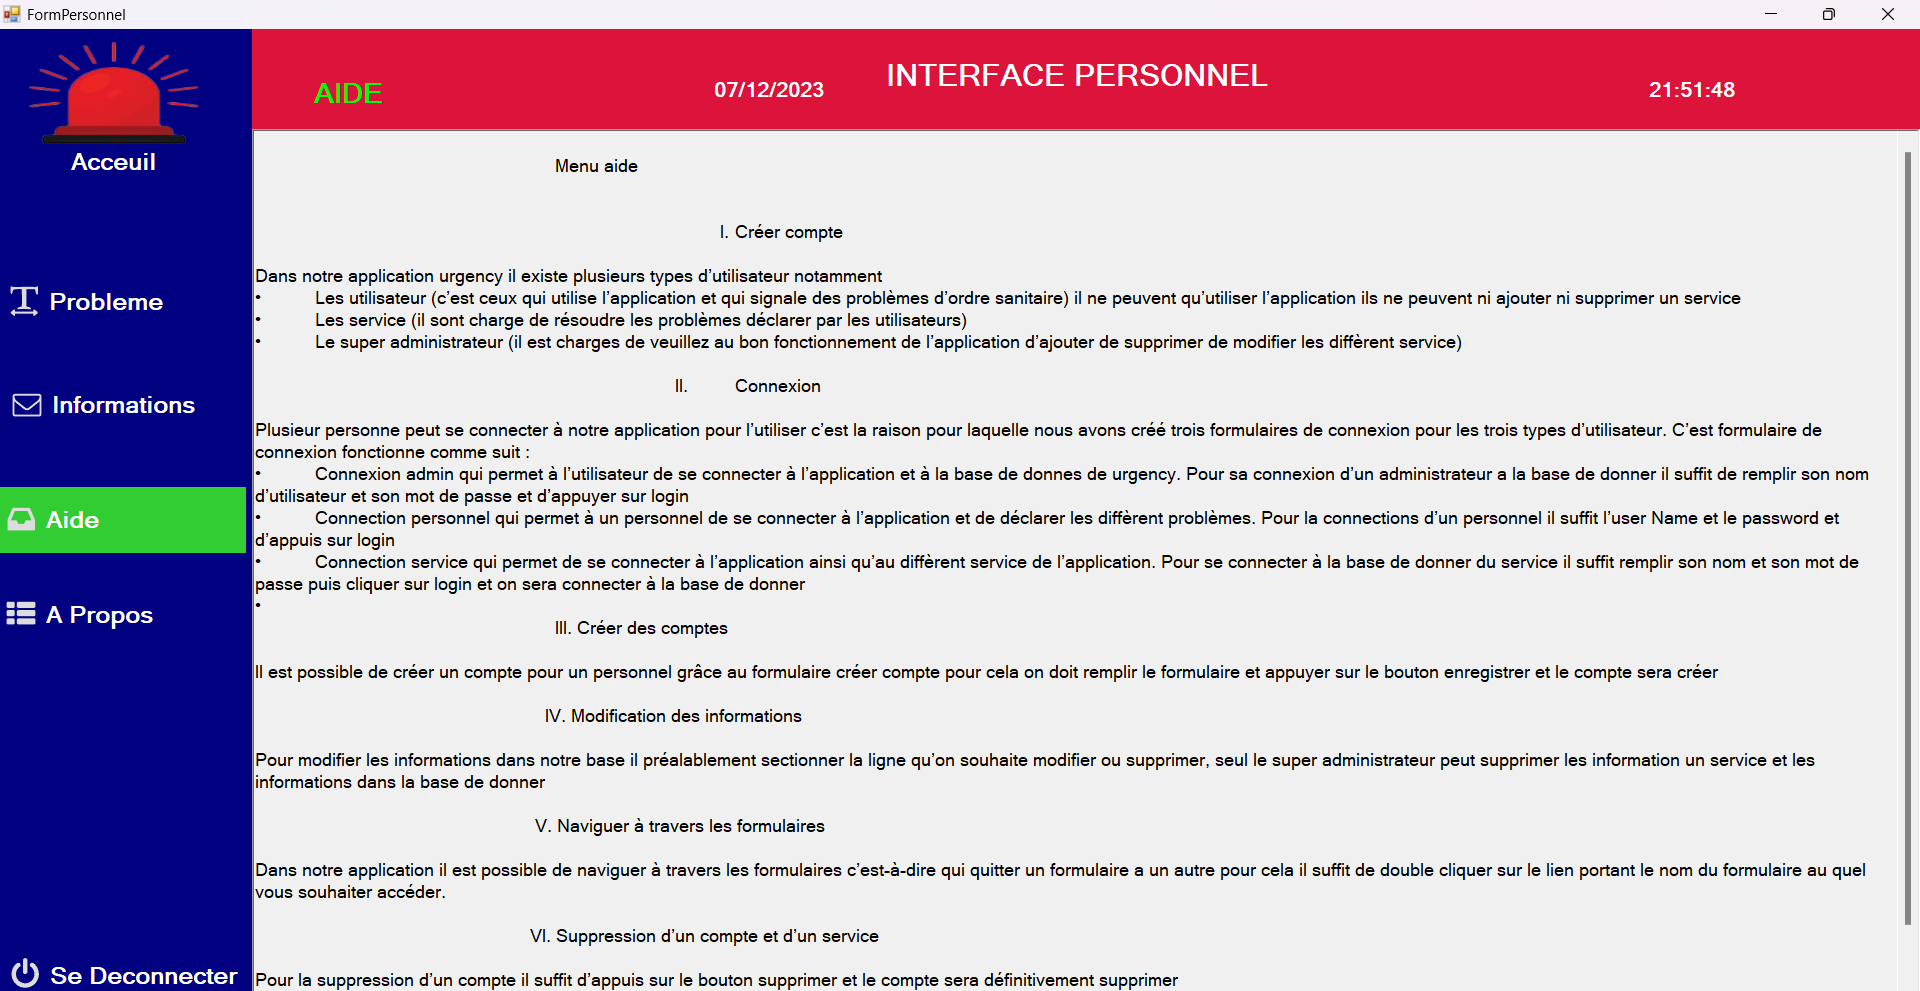 FormPersonnel
AIDE
07/12/2023
INTERFACE PERSONNEL
21:51:48
Acceuil
Probleme
Informations
Aide
A Propos
Se Deconnecter
Menu aide
I. Créer compte
Dans notre application urgency il existe plusieurs types d’utilisateur notamment
• Les utilisateur (c’est ceux qui utilise l’application et qui signale des problèmes d’ordre sanitaire) il ne peuvent qu’utiliser l’application ils ne peuvent ni ajouter ni supprimer un service
• Les service (il sont charge de résoudre les problèmes déclarer par les utilisateurs)
• Le super administrateur (il est charges de veuillez au bon fonctionnement de l’application d’ajouter de supprimer de modifier les diffèrent service)
II. Connexion
Plusieur personne peut se connecter à notre application pour l’utiliser c’est la raison pour laquelle nous avons créé trois formulaires de connexion pour les trois types d’utilisateur. C’est formulaire de
connexion fonctionne comme suit :
• Connexion admin qui permet à l’utilisateur de se connecter à l’application et à la base de donnes de urgency. Pour sa connexion d’un administrateur a la base de donner il suffit de remplir son nom
d’utilisateur et son mot de passe et d’appuyer sur login
• Connection personnel qui permet à un personnel de se connecter à l’application et de déclarer les diffèrent problèmes. Pour la connections d’un personnel il suffit l’user Name et le password et
d’appuis sur login
• Connection service qui permet de se connecter à l’application ainsi qu’au diffèrent service de l’application. Pour se connecter à la base de donner du service il suffit remplir son nom et son mot de
passe puis cliquer sur login et on sera connecter à la base de donner
•
III. Créer des comptes
Il est possible de créer un compte pour un personnel grâce au formulaire créer compte pour cela on doit remplir le formulaire et appuyer sur le bouton enregistrer et le compte sera créer
IV. Modification des informations
Pour modifier les informations dans notre base il préalablement sectionner la ligne qu’on souhaite modifier ou supprimer, seul le super administrateur peut supprimer les information un service et les
informations dans la base de donner
V. Naviguer à travers les formulaires
Dans notre application il est possible de naviguer à travers les formulaires c’est-à-dire qui quitter un formulaire a un autre pour cela il suffit de double cliquer sur le lien portant le nom du formulaire au quel
vous souhaiter accéder.
VI. Suppression d’un compte et d’un service
Pour la suppression d’un compte il suffit d’appuis sur le bouton supprimer et le compte sera définitivement supprimer